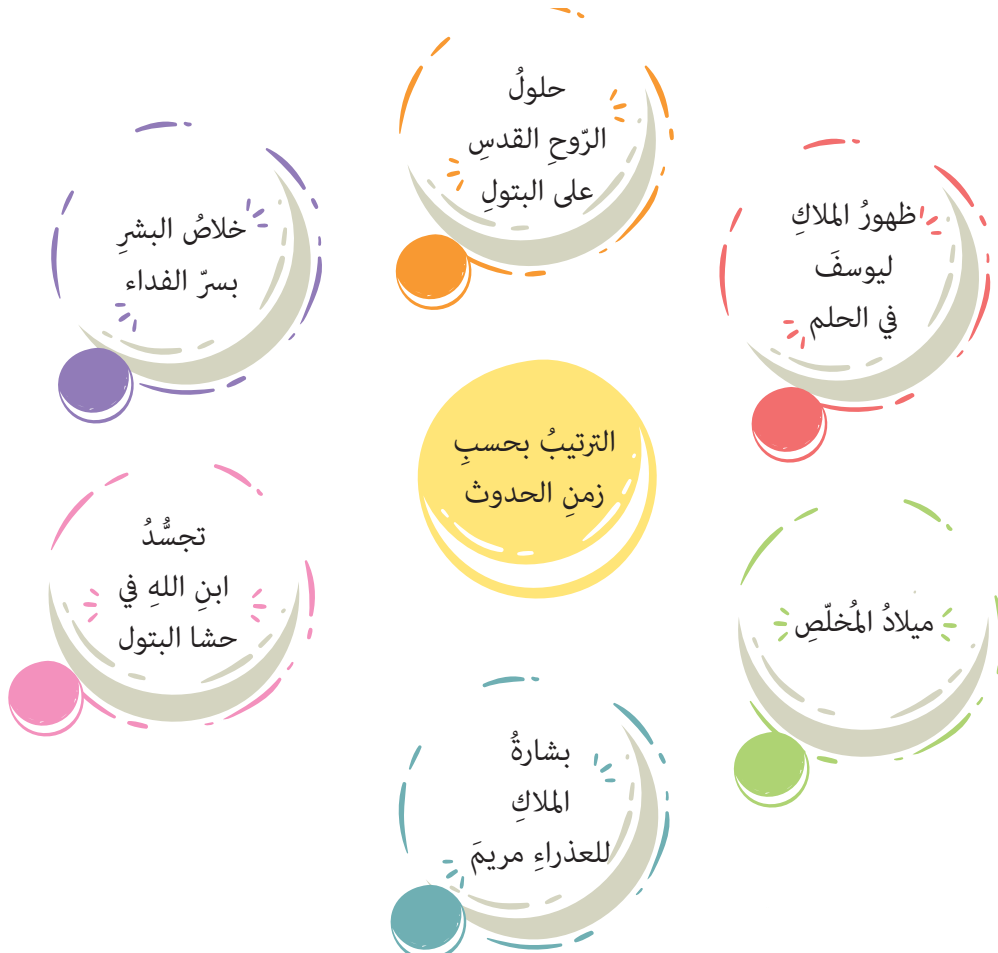 حلولُ
الرّوحِ القدسِ
على البتولِ
ظهورُ الملاكِ
ليوسفَ
في الحلم
خلاصُ البشرِ
بسرّ الفداء
الترتيبُ بحسبِ
زمنِ الحدوث
ميلادُ المُخلّصِ
تجسُّدُ
ابنِ اللهِ في
حشا البتول
بشارةُ
الملاكِ
للعذراءِ مريمَ